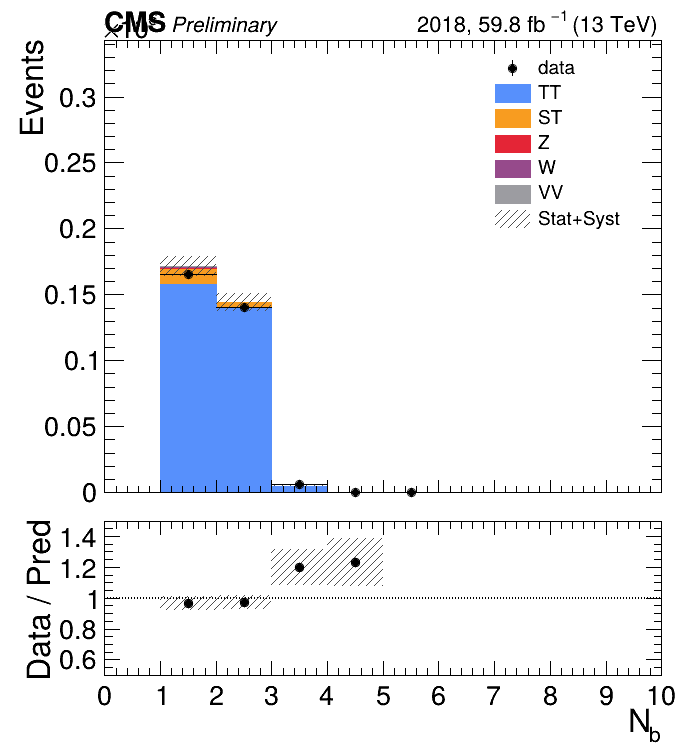 CMS Preliminary 2018, 59.8 fb⁻¹ (13 TeV)
Events
0.3
0.25
0.2
0.15
0.1
0.05
0
data
TT
ST
Z
W
VV
Stat+Syst
Data / Pred
1.4
1.2
1
0.8
0.6
0 1 2 3 4 5 6 7 8 9 10
N_b